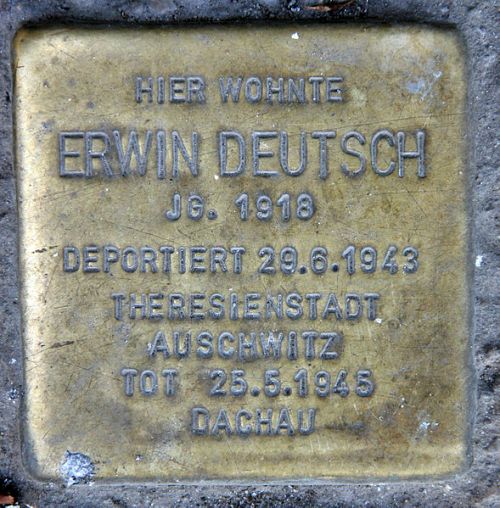 HIER WOHNTE
ERWIN DEUTSCH
JG. 1918
DEPORTIERT 29.6.1943
THERESIENSTADT
AUSCHWITZ
TOT 25.5.1945
DACHAU